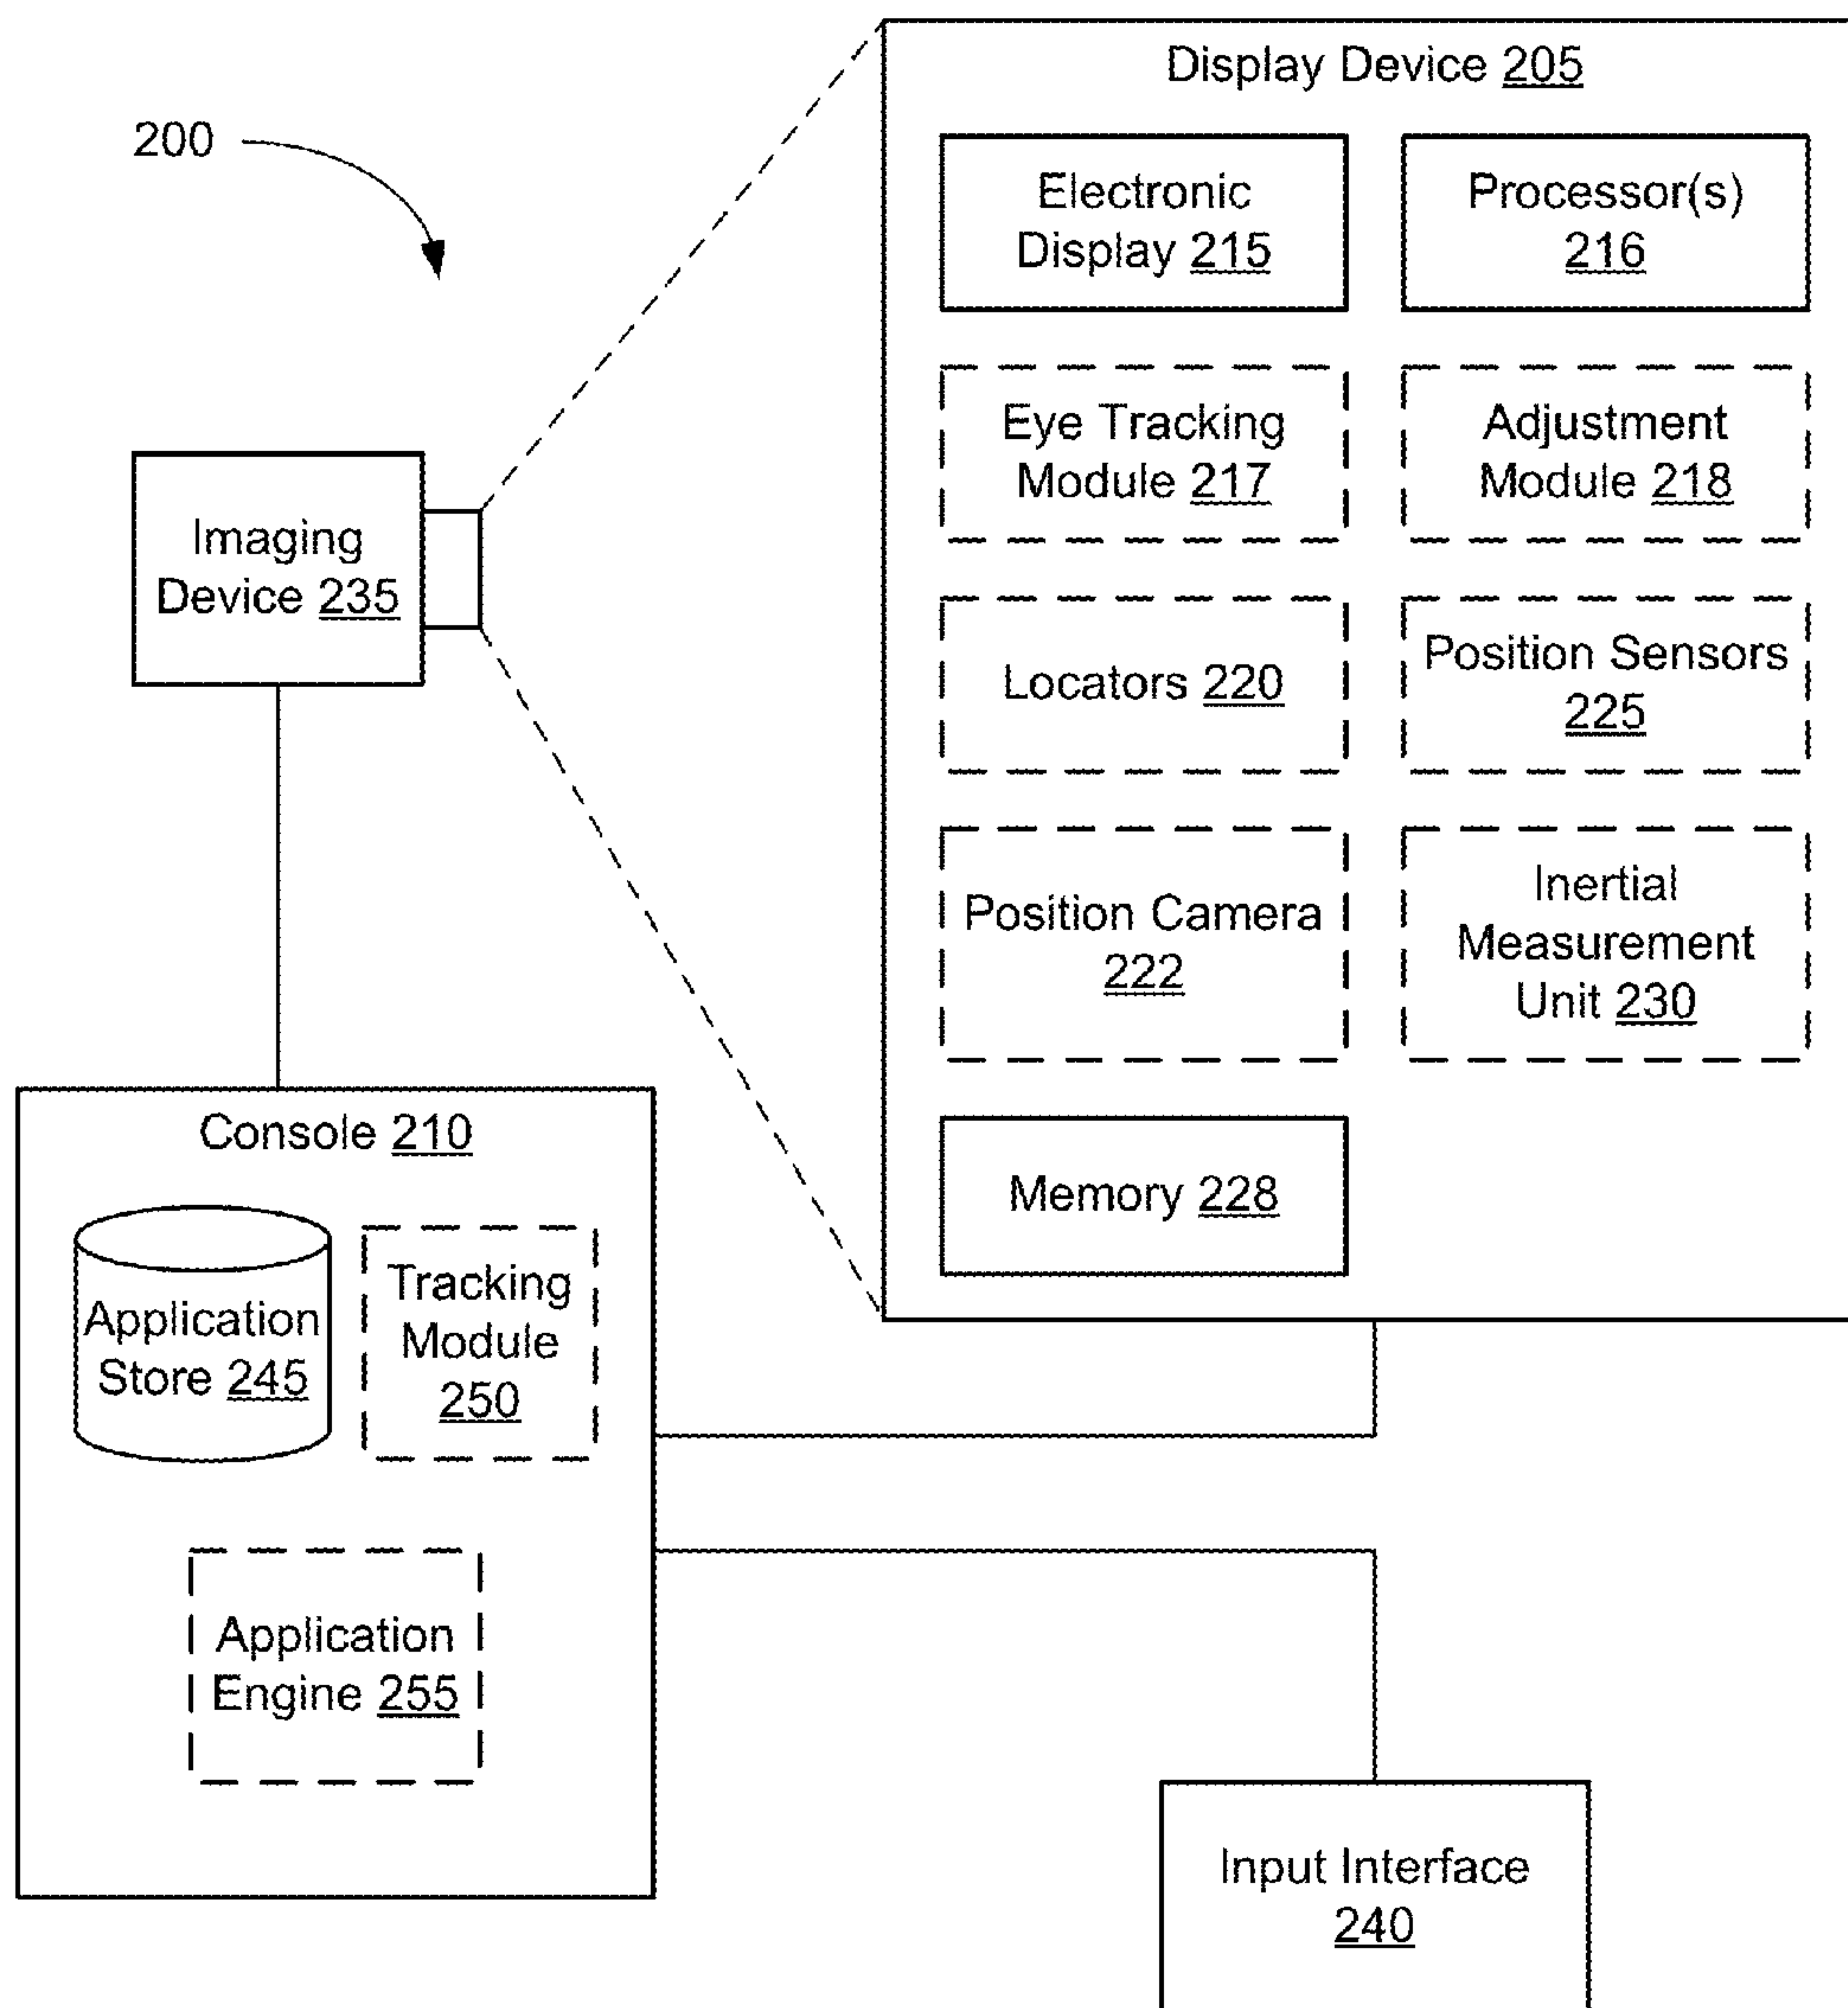 200
Display Device 205
Electronic
Display 215
Processor(s)
216
Eye Tracking
Module 217
Adjustment
Module 218
Imaging
Device 235
Locators 220
Position Sensors
225
Position Camera
222
Inertial
Measurement
Unit 230
Memory 228
Console 210
Application
Store 245
Tracking
Module
250
Application
Engine 255
Input Interface
240